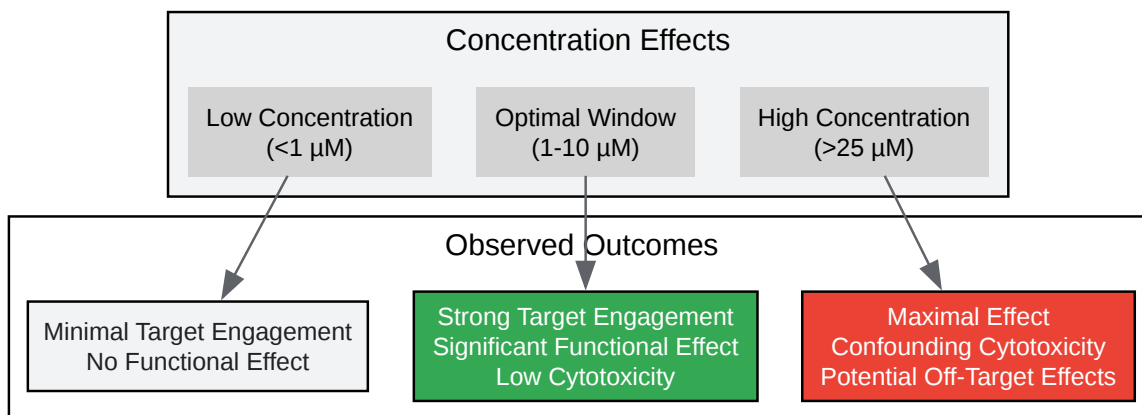 Concentration Effects
Low Concentration
(<1 µM)
Optimal Window
(1-10 µM)
High Concentration
(>25 µM)
Observed Outcomes
Minimal Target Engagement
No Functional Effect
Strong Target Engagement
Significant Functional Effect
Low Cytotoxicity
Maximal Effect
Confounding Cytotoxicity
Potential Off-Target Effects